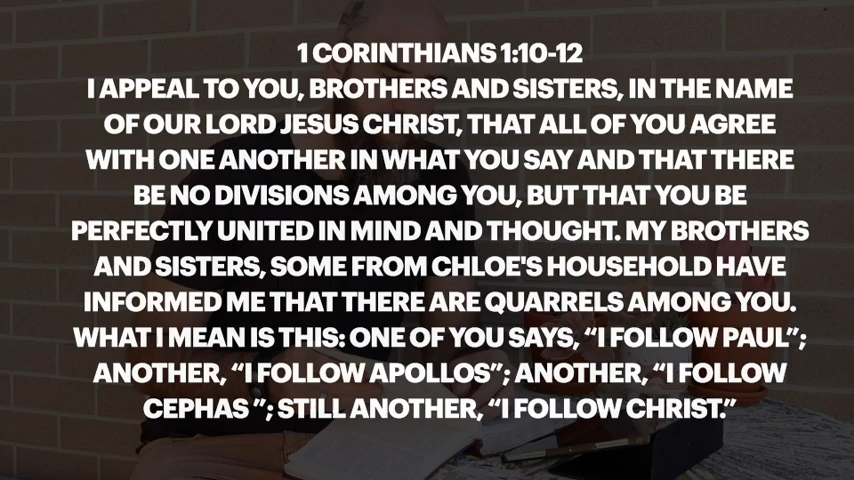 1 CORINTHIANS 1:10-12
I APPEAL TO YOU, BROTHERS AND SISTERS, IN THE NAME
OF OUR LORD JESUS CHRIST, THAT ALL OF YOU AGREE
WITH ONE ANOTHER IN WHAT YOU SAY AND THAT THERE
BE NO DIVISIONS AMONG YOU, BUT THAT YOU BE
PERFECTLY UNITED IN MIND AND THOUGHT. MY BROTHERS
AND SISTERS, SOME FROM CHLOE'S HOUSEHOLD HAVE
INFORMED ME THAT THERE ARE QUARRELS AMONG YOU.
WHAT I MEAN IS THIS: ONE OF YOU SAYS, “I FOLLOW PAUL”;
ANOTHER, “I FOLLOW APOLLOS”; ANOTHER, “I FOLLOW
CEPHAS ”; STILL ANOTHER, “I FOLLOW CHRIST.”